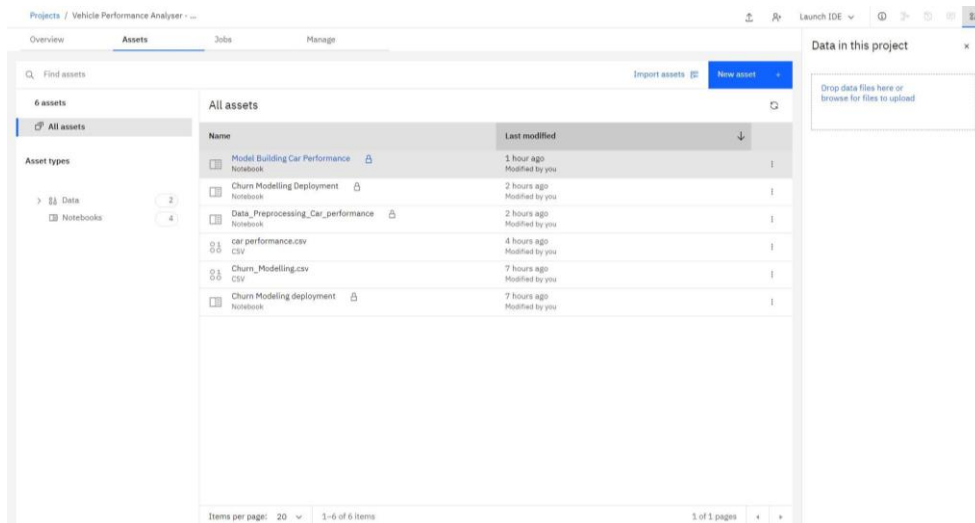 Projects / Vehicle Performance Analyser - ...
Launch IDE
Overview Assets Jobs Manage
Data in this project
Find assets
Import assets New asset +
Drop data files here or
browse for files to upload
6 assets
All assets
All assets
Name Last modified
Asset types
Data 2
Notebooks 4
Model Building Car Performance
Notebook
1 hour ago
Modified by you
Churn Modelling Deployment
Notebook
2 hours ago
Modified by you
Data_Preprocessing_Car_performance
Notebook
2 hours ago
Modified by you
car performance.csv
CSV
4 hours ago
Modified by you
Churn_Modelling.csv
CSV
7 hours ago
Modified by you
Churn Modeling deployment
Notebook
7 hours ago
Modified by you
Items per page: 20 1–6 of 6 items
1 of 1 pages